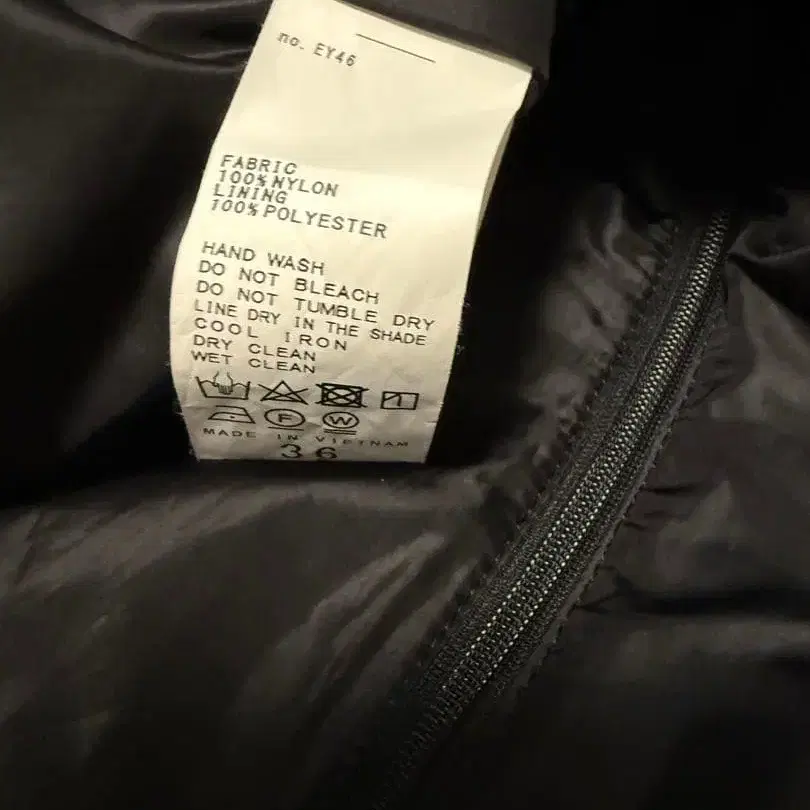 no. EY46
FABRIC
100%NYLON
LINING
100%POLYESTER
HAND WASH
DO NOT BLEACH
DO NOT TUMBLE DRY
LINE DRY IN THE SHADE
COOL IRON
DRY CLEAN
WET CLEAN
F W
MADE IN VIETNAM
36